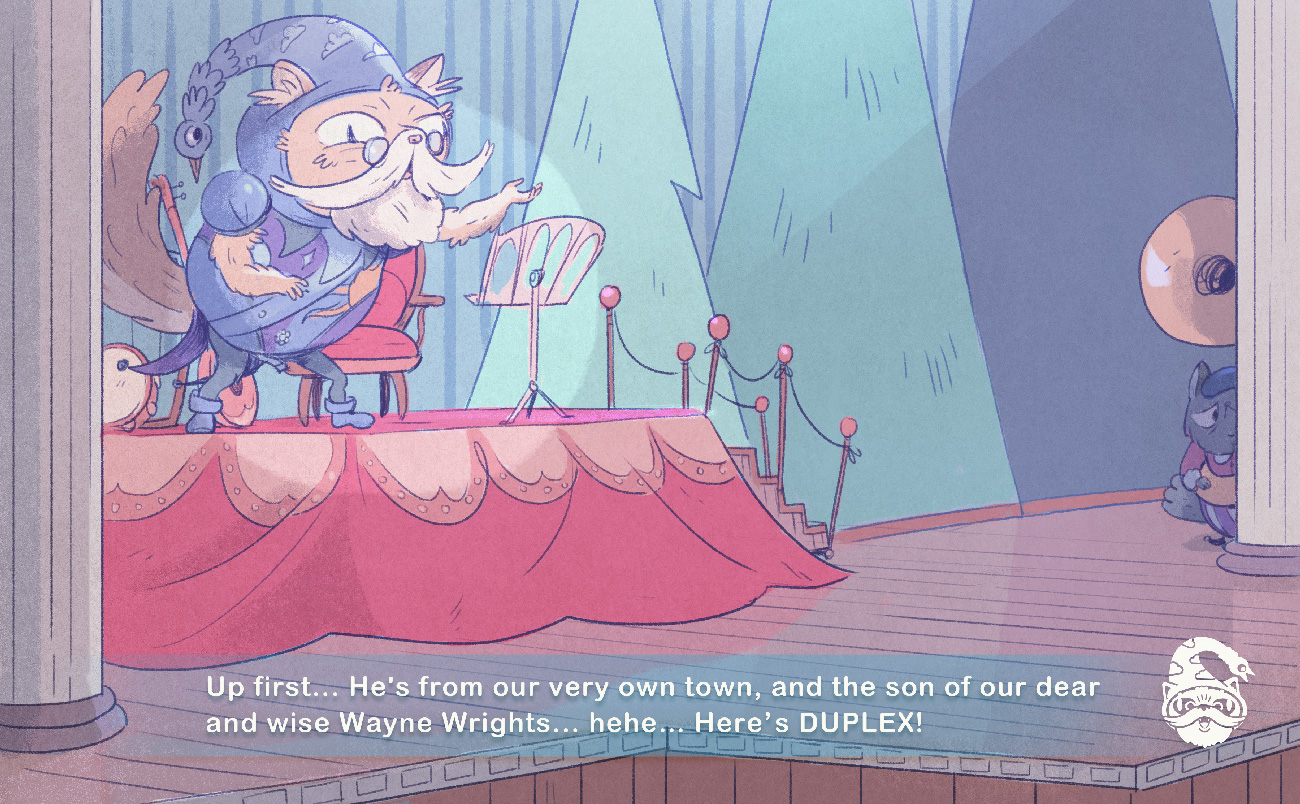 Up first... He's from our very own town, and the son of our dear
and wise Wayne Wrights... hehe... Here’s DUPLEX!